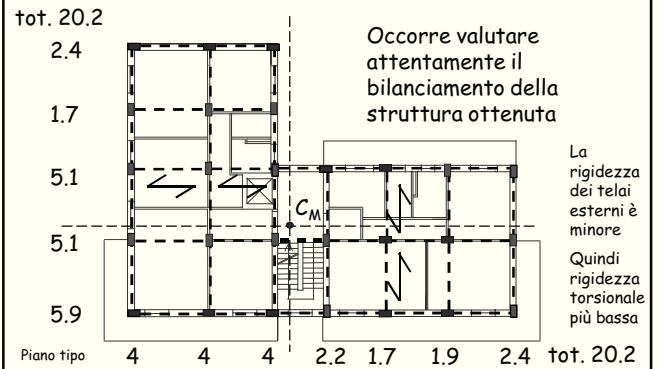 tot. 20.2
2.4
1.7
5.1
5.1
5.9
Occorre valutare
attentamente il
bilanciamento della
struttura ottenuta
CM
La
rigidezza
dei telai
esterni è
minore
Quindi
rigidezza
torsionale
più bassa
Piano tipo 4 4 4 2.2 1.7 1.9 2.4 tot. 20.2